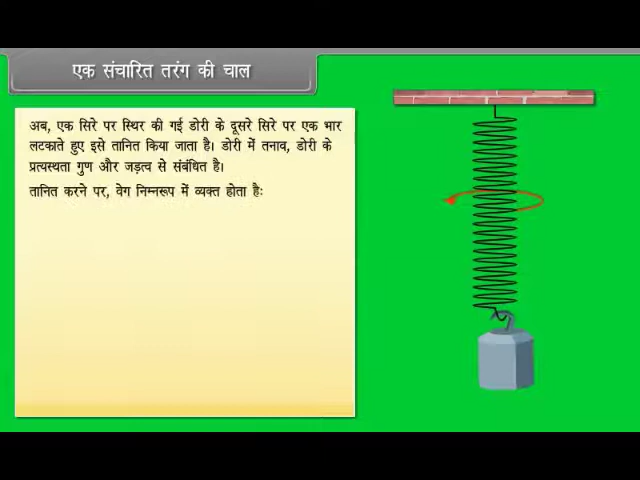 एक संचारित तरंग की चाल
अब, एक सिरे पर स्थिर की गई डोरी के दूसरे सिरे पर एक भार
लटकाते हुए इसे तानित किया जाता है। डोरी में तनाव, डोरी के
प्रत्यस्थता गुण और जड़त्व से संबंधित है।
तानित करने पर, वेग निम्नरूप में व्यक्त होता हैः